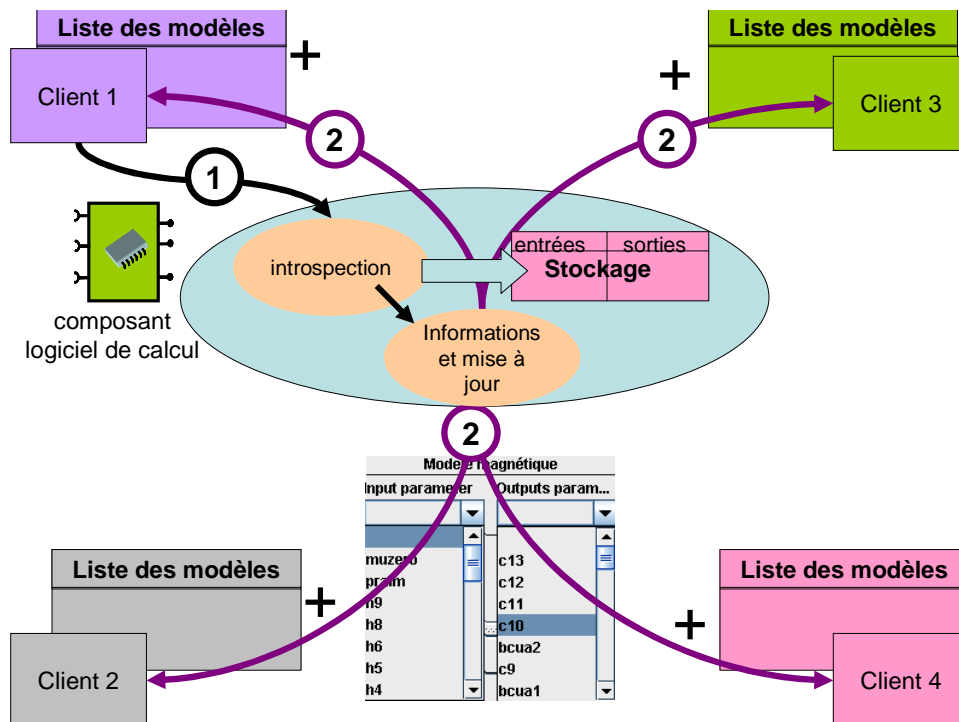 Liste des modèles
+
Client 1
2
1
Liste des modèles
+
Client 3
2
composant
logiciel de calcul
introspection
entrées sorties
Stockage
Informations
et mise à
jour
2
Modele magnétique
Input parameter
muzero
h9
h8
h6
h5
h4
Outputs param...
c13
c12
c11
c10
bcua2
c9
bcua1
Liste des modèles
+
Client 2
Liste des modèles
+
Client 4